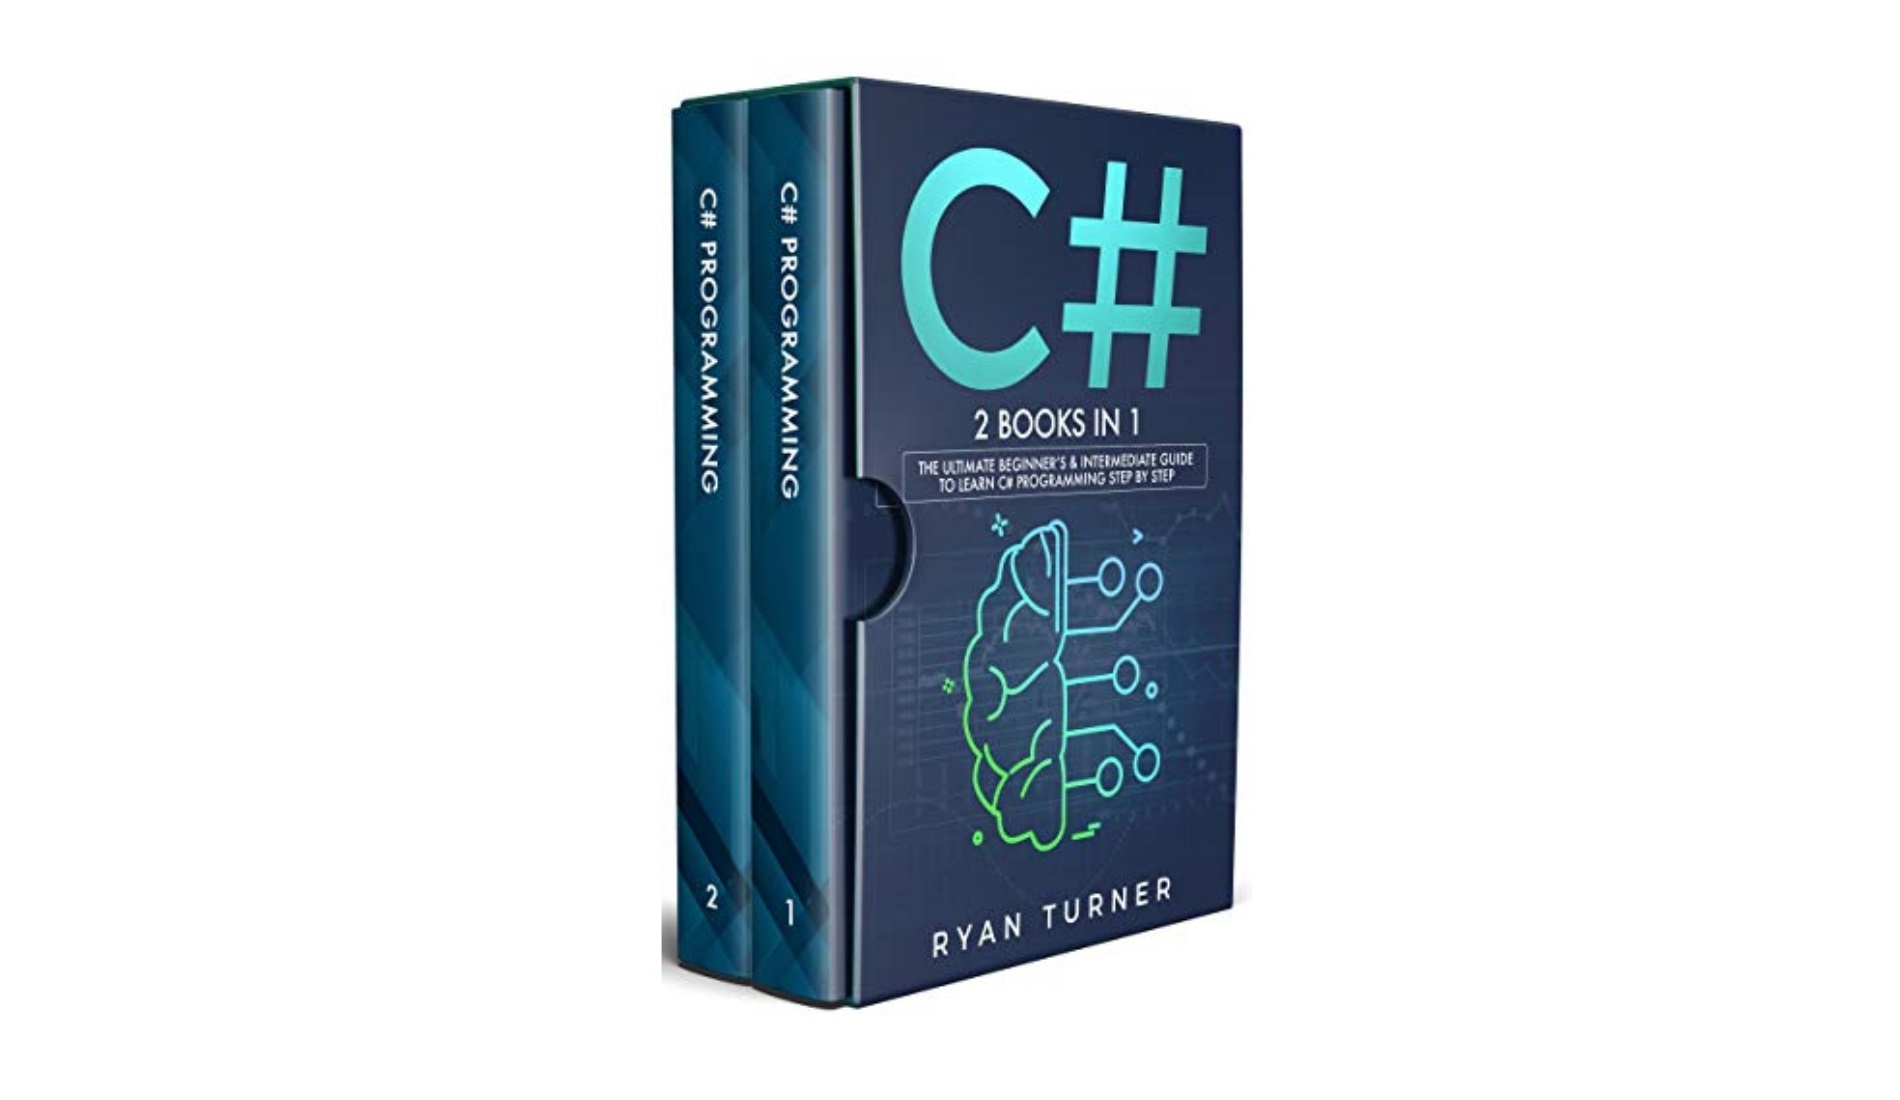 C# PROGRAMMING
2
C# PROGRAMMING
1
C#
2 BOOKS IN 1
THE ULTIMATE BEGINNER'S & INTERMEDIATE GUIDE
TO LEARN C# PROGRAMMING STEP BY STEP
RYAN TURNER